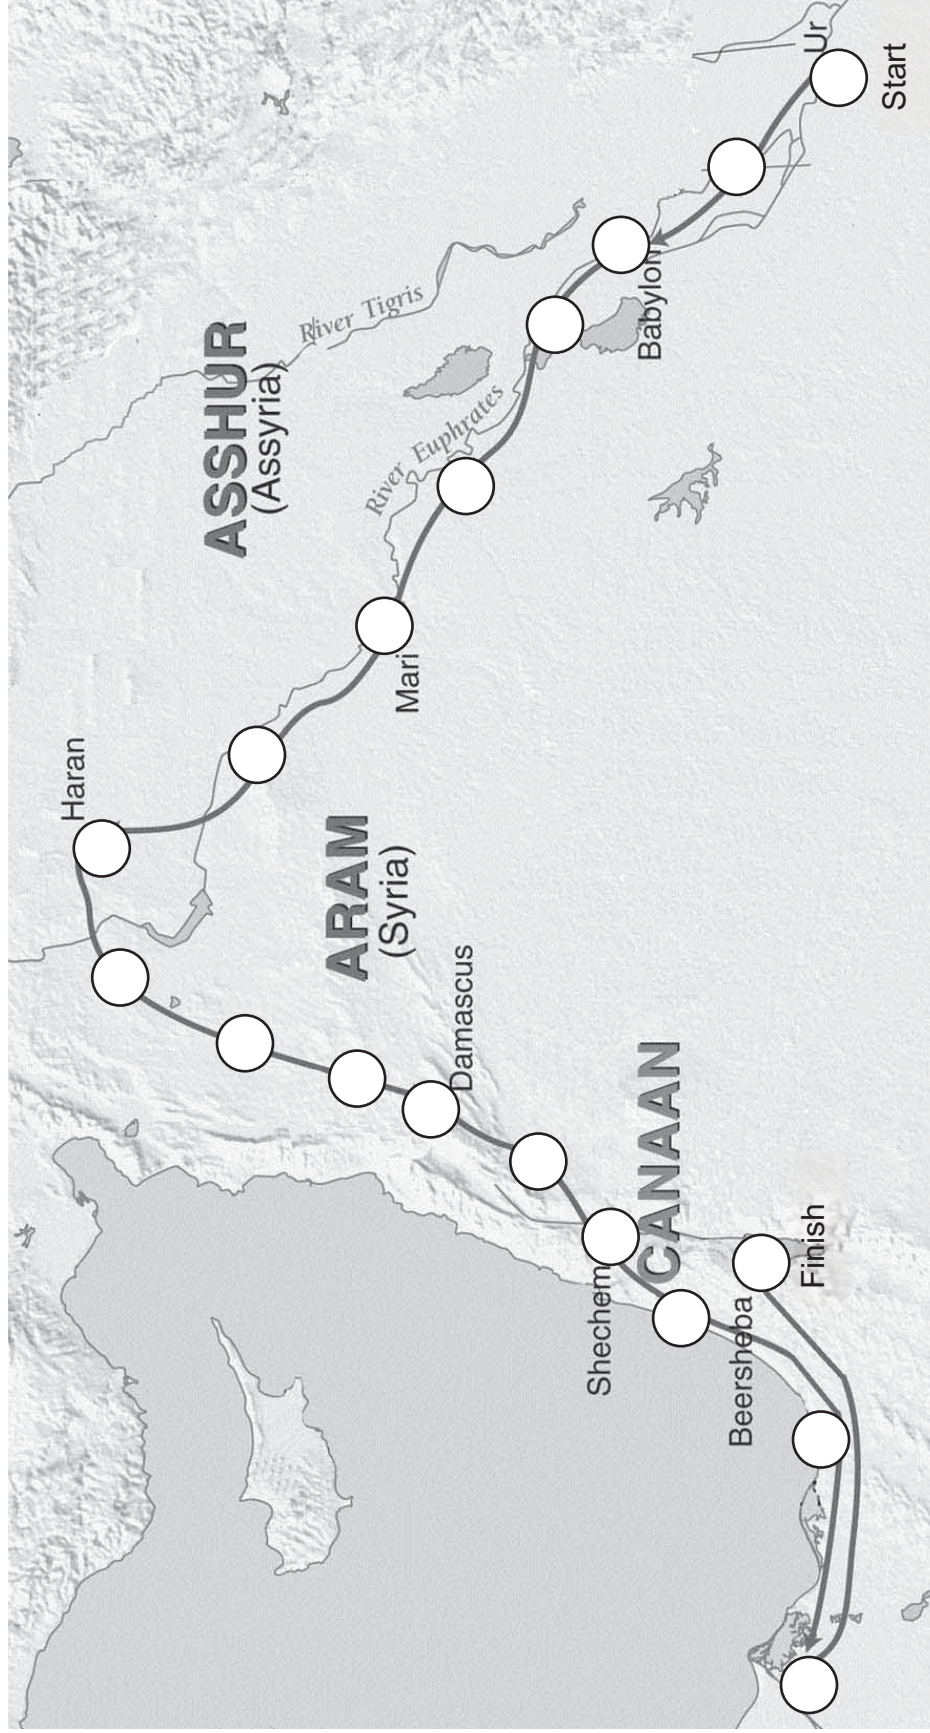 Haran
ASSHUR
(Assyria)
River Tigris
River Euphrates
Ur
Start
Babylon
Mari
ARAM
(Syria)
Damascus
CANAAN
Shechem
Beersheba
Finish